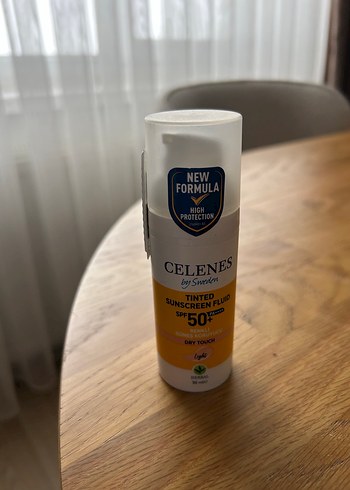 NEW
FORMULA
HIGH
PROTECTION
CELENES
by Sweden
TINTED
SUNSCREEN FLUID
SPF 50+
DRY TOUCH
Light